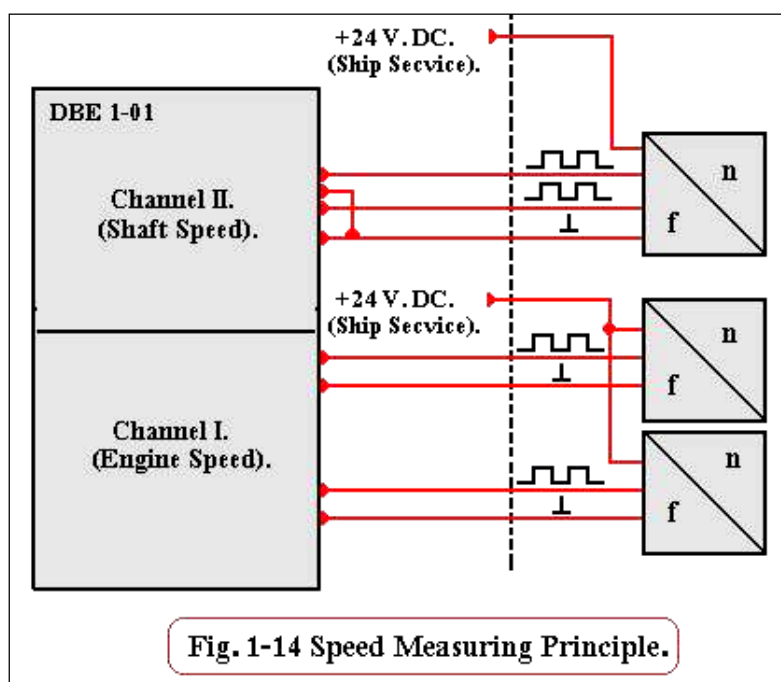 +24 V. DC.
(Ship Secvice).
DBE 1-01
Channel II.
(Shaft Speed).
n
f
+24 V. DC.
(Ship Secvice).
n
f
Channel I.
(Engine Speed).
n
f
Fig. 1-14 Speed Measuring Principle.